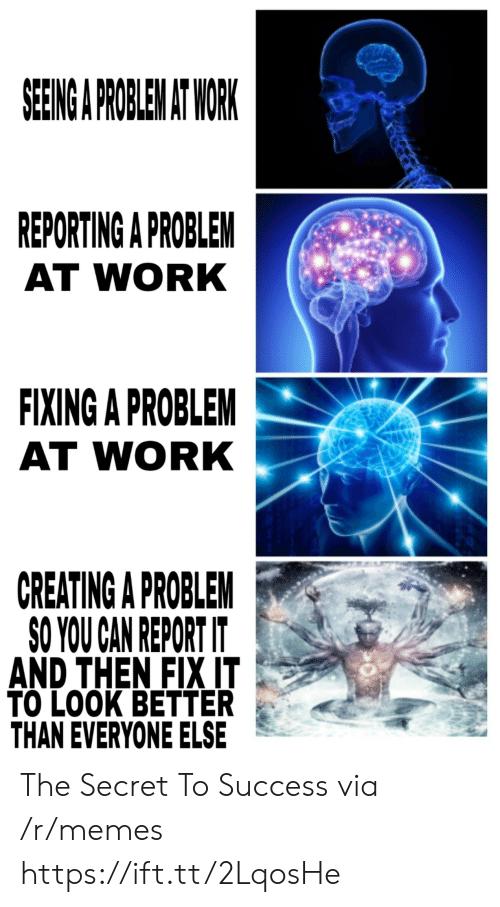 SEEING A PROBLEM AT WORK
REPORTING A PROBLEM
AT WORK
FIXING A PROBLEM
AT WORK
CREATING A PROBLEM
SO YOU CAN REPORT IT
AND THEN FIX IT
TO LOOK BETTER
THAN EVERYONE ELSE
The Secret To Success via
/r/memes
https://ift.tt/2LqosHe